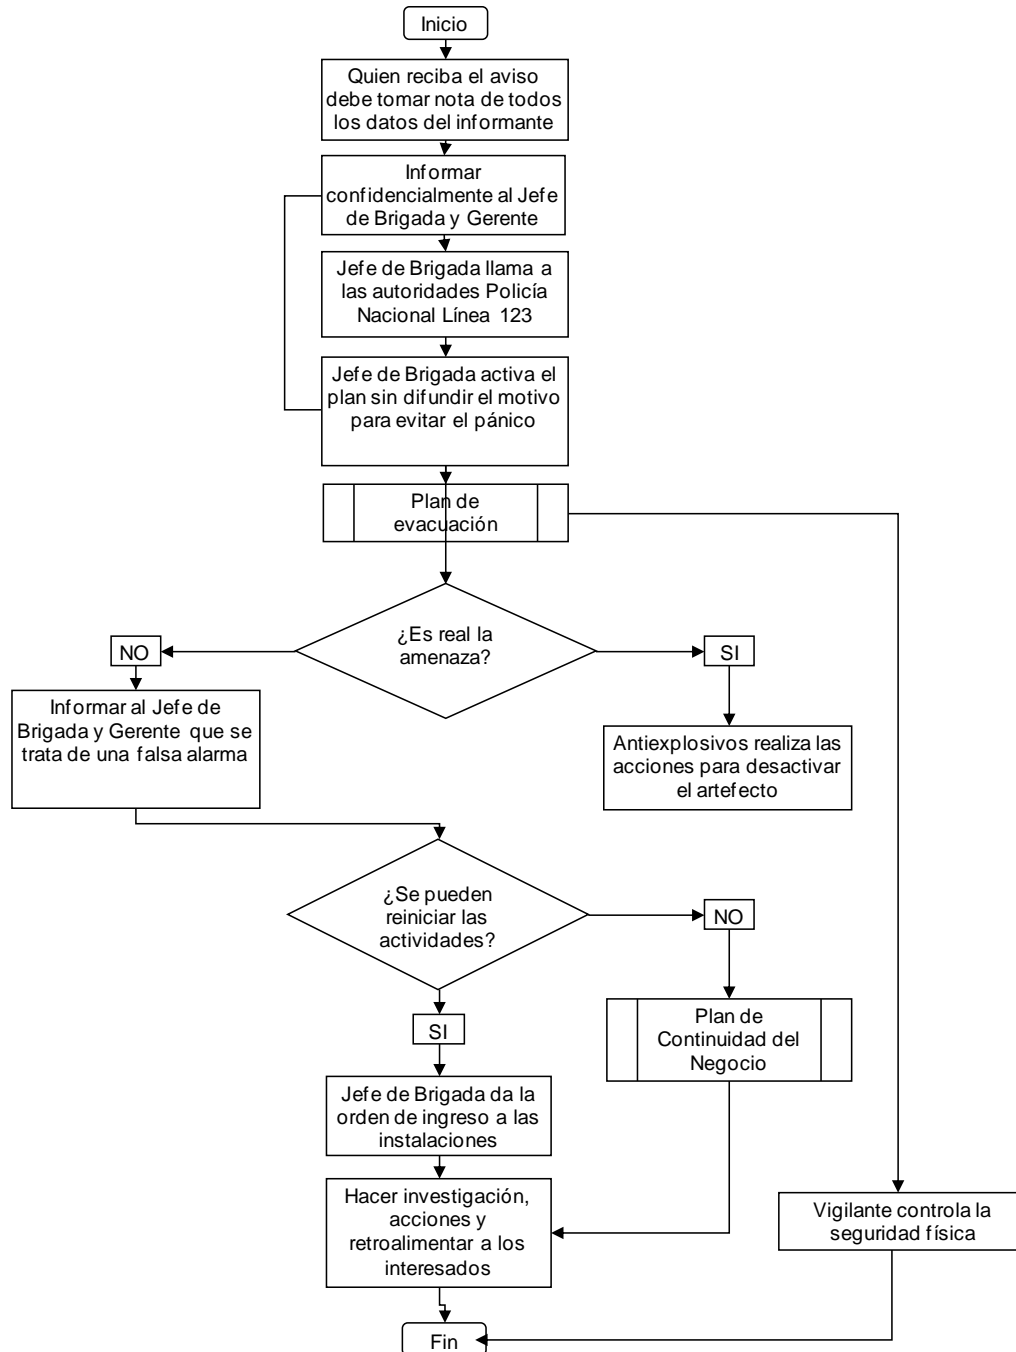 Inicio
Quien reciba el aviso
debe tomar nota de todos
los datos del informante
Informar
confidencialmente al Jefe
de Brigada y Gerente
Jefe de Brigada llama a
las autoridades Policía
Nacional Línea 123
Jefe de Brigada activa el
plan sin difundir el motivo
para evitar el pánico
Plan de
evacuación
¿Es real la
amenaza?
NO
SI
Informar al Jefe de
Brigada y Gerente que se
trata de una falsa alarma
Antiexplosivos realiza las
acciones para desactivar
el artefecto
¿Se pueden
reiniciar las
actividades?
NO
SI
Plan de
Continuidad del
Negocio
Jefe de Brigada da la
orden de ingreso a las
instalaciones
Hacer investigación,
acciones y
retroalimentar a los
interesados
Vigilante controla la
seguridad física
Fin